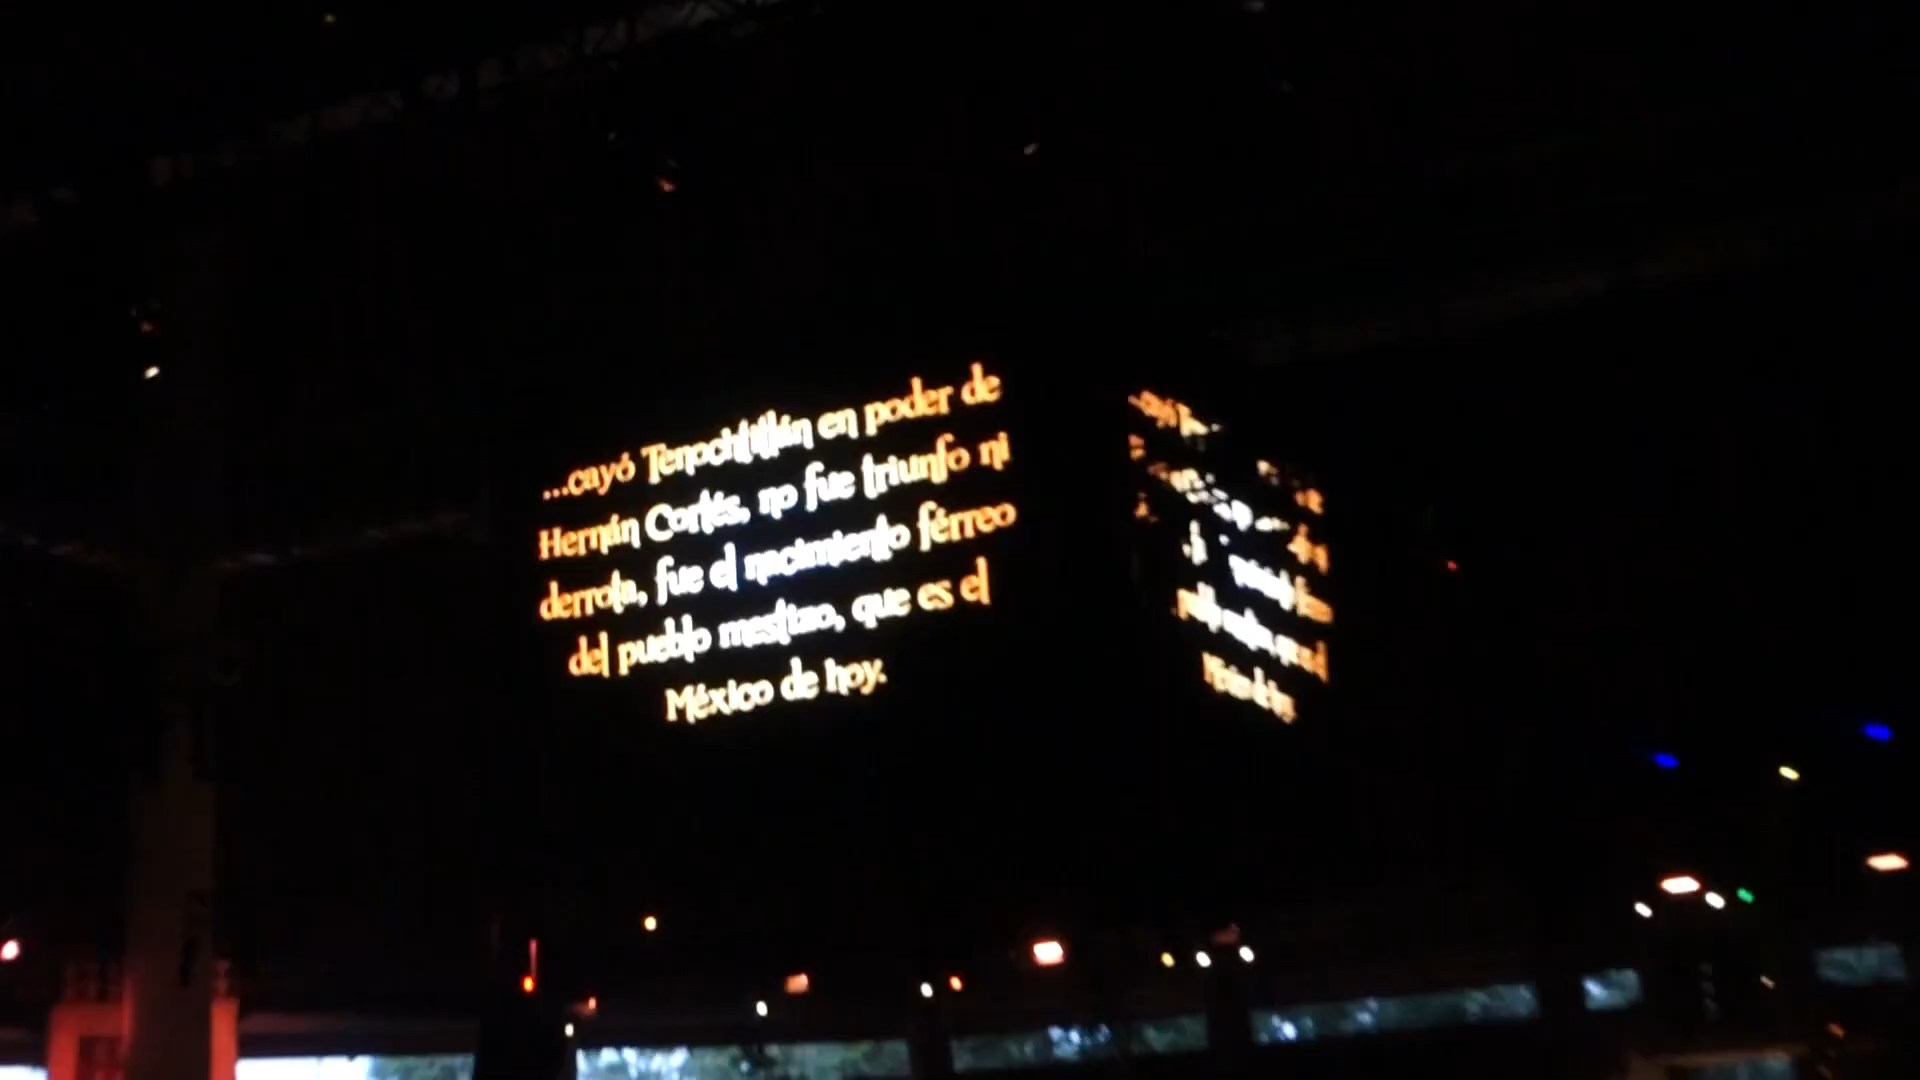 ...cayó Tenochtitlán en poder de
Hernán Cortés, no fue triunfo ni
derrota, fue el nacimiento férreo
del pueblo mestizo, que es el
México de hoy.